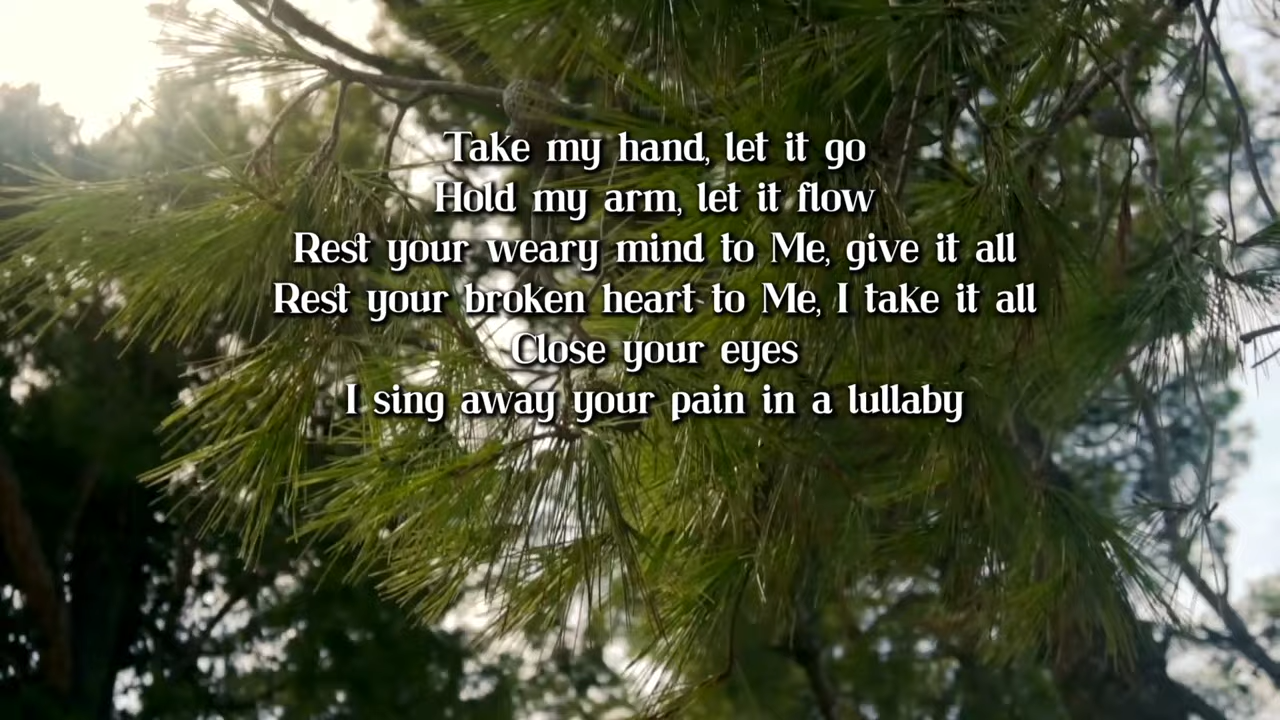 Take my hand, let it go
Hold my arm, let it flow
Rest your weary mind to Me, give it all
Rest your broken heart to Me, I take it all
Close your eyes
I sing away your pain in a lullaby